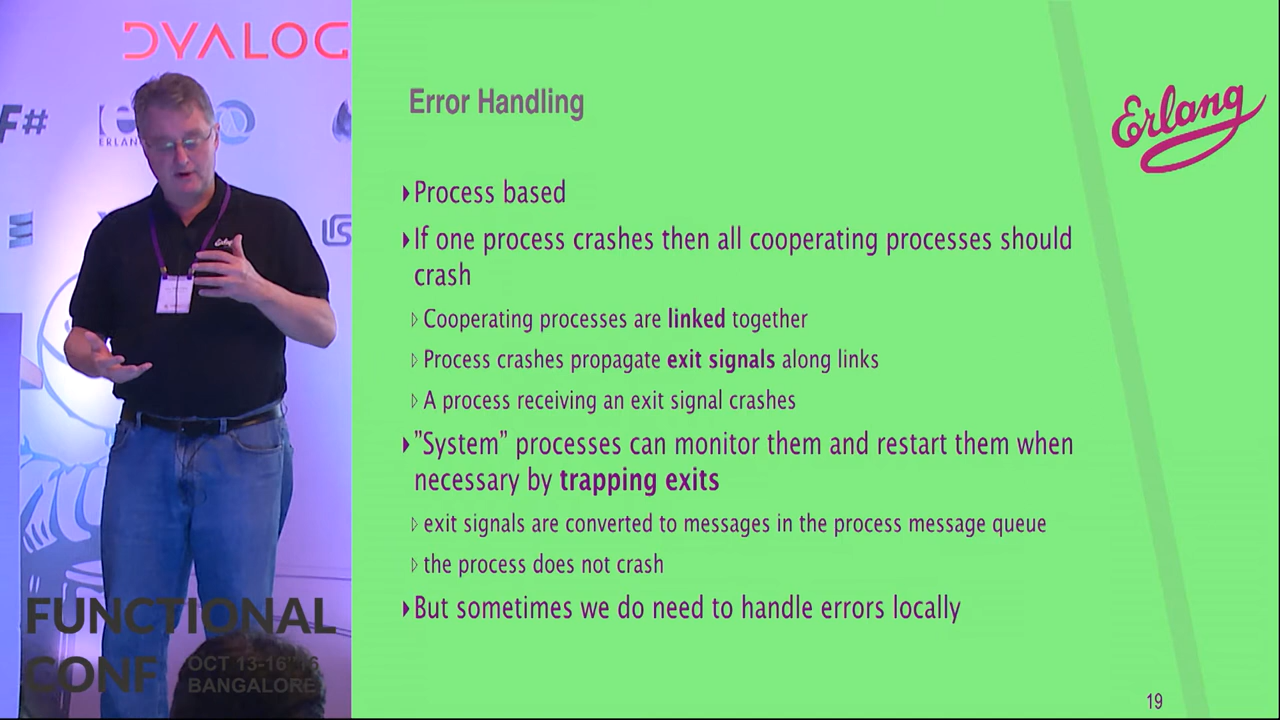 DYALOG
F#
ERLAN
FUNCTIONAL
CONF
OCT 13-16"16
BANGALORE
Error Handling
Erlang
Process based
If one process crashes then all cooperating processes should
crash
Cooperating processes are linked together
Process crashes propagate exit signals along links
A process receiving an exit signal crashes
"System" processes can monitor them and restart them when
necessary by trapping exits
exit signals are converted to messages in the process message queue
the process does not crash
But sometimes we do need to handle errors locally
19